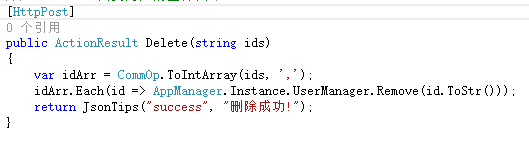 [HttpPost]
0 个引用
public ActionResult Delete(string ids)
{
    var idArr = CommOp.ToIntArray(ids, ',');
    idArr.Each(id => AppManager.Instance.UserManager.Remove(id.ToStr()));
    return JsonTips("success", "删除成功!");
}